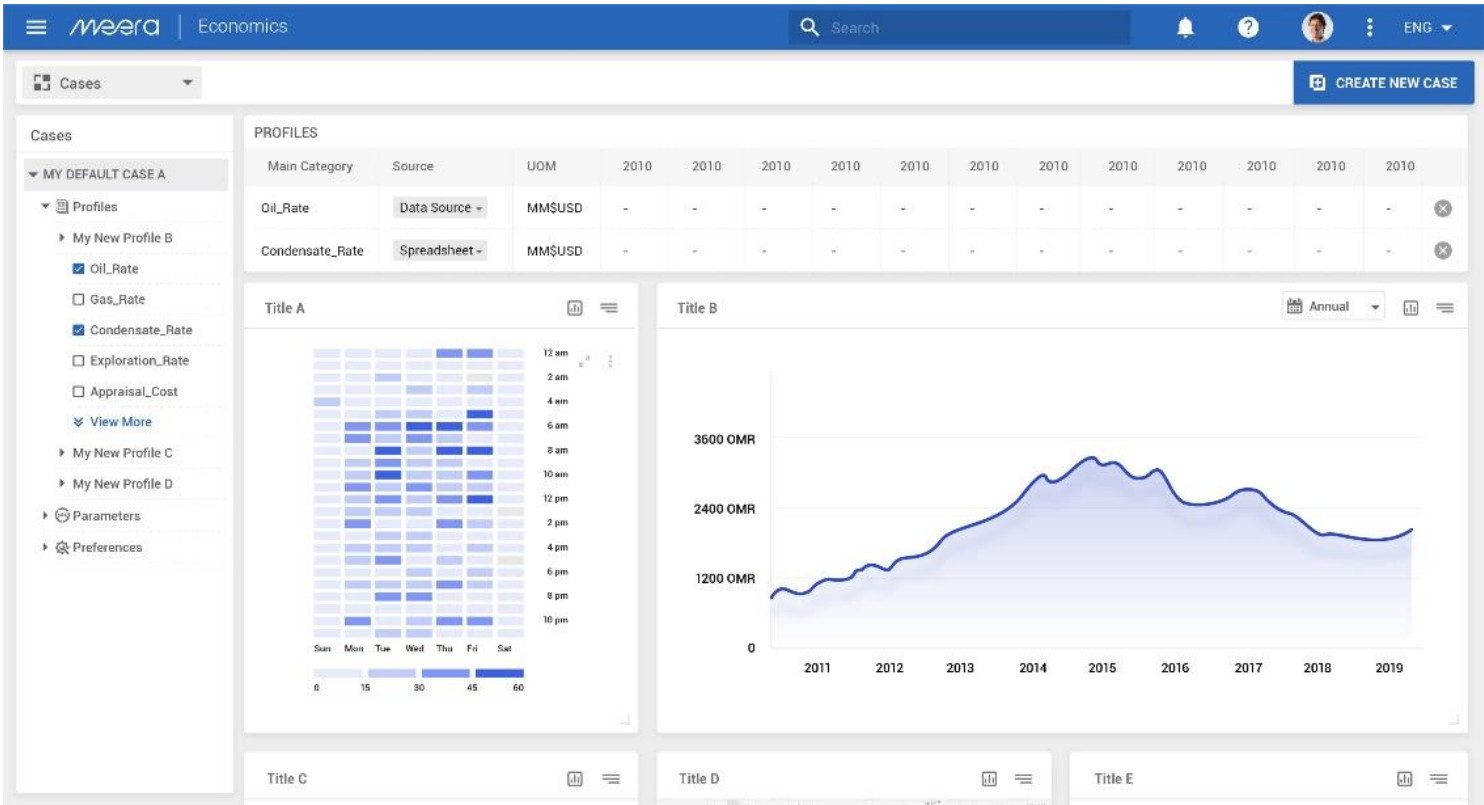 meera | Economics Search ? ENG
Cases CREATE NEW CASE
Cases
MY DEFAULT CASE A
Profiles
My New Profile B
Oil_Rate
Gas_Rate
Condensate_Rate
Exploration_Rate
Appraisal_Cost
View More
My New Profile C
My New Profile D
Parameters
Preferences
PROFILES
Main Category Source UOM 2010 2010 2010 2010 2010 2010 2010 2010 2010 2010 2010 2010
Oil_Rate Data Source MM$USD - - - - - - - - - - - -
Condensate_Rate Spreadsheet MM$USD - - - - - - - - - - - -
Title A
12 am
2 am
4 am
6 am
8 am
10 am
12 pm
2 pm
4 pm
6 pm
8 pm
10 pm
Sun Mon Tue Wed Thu Fri Sat
0 15 30 45 60
Title B Annual
3600 OMR
2400 OMR
1200 OMR
0
2011 2012 2013 2014 2015 2016 2017 2018 2019
Title C
Title D
Title E